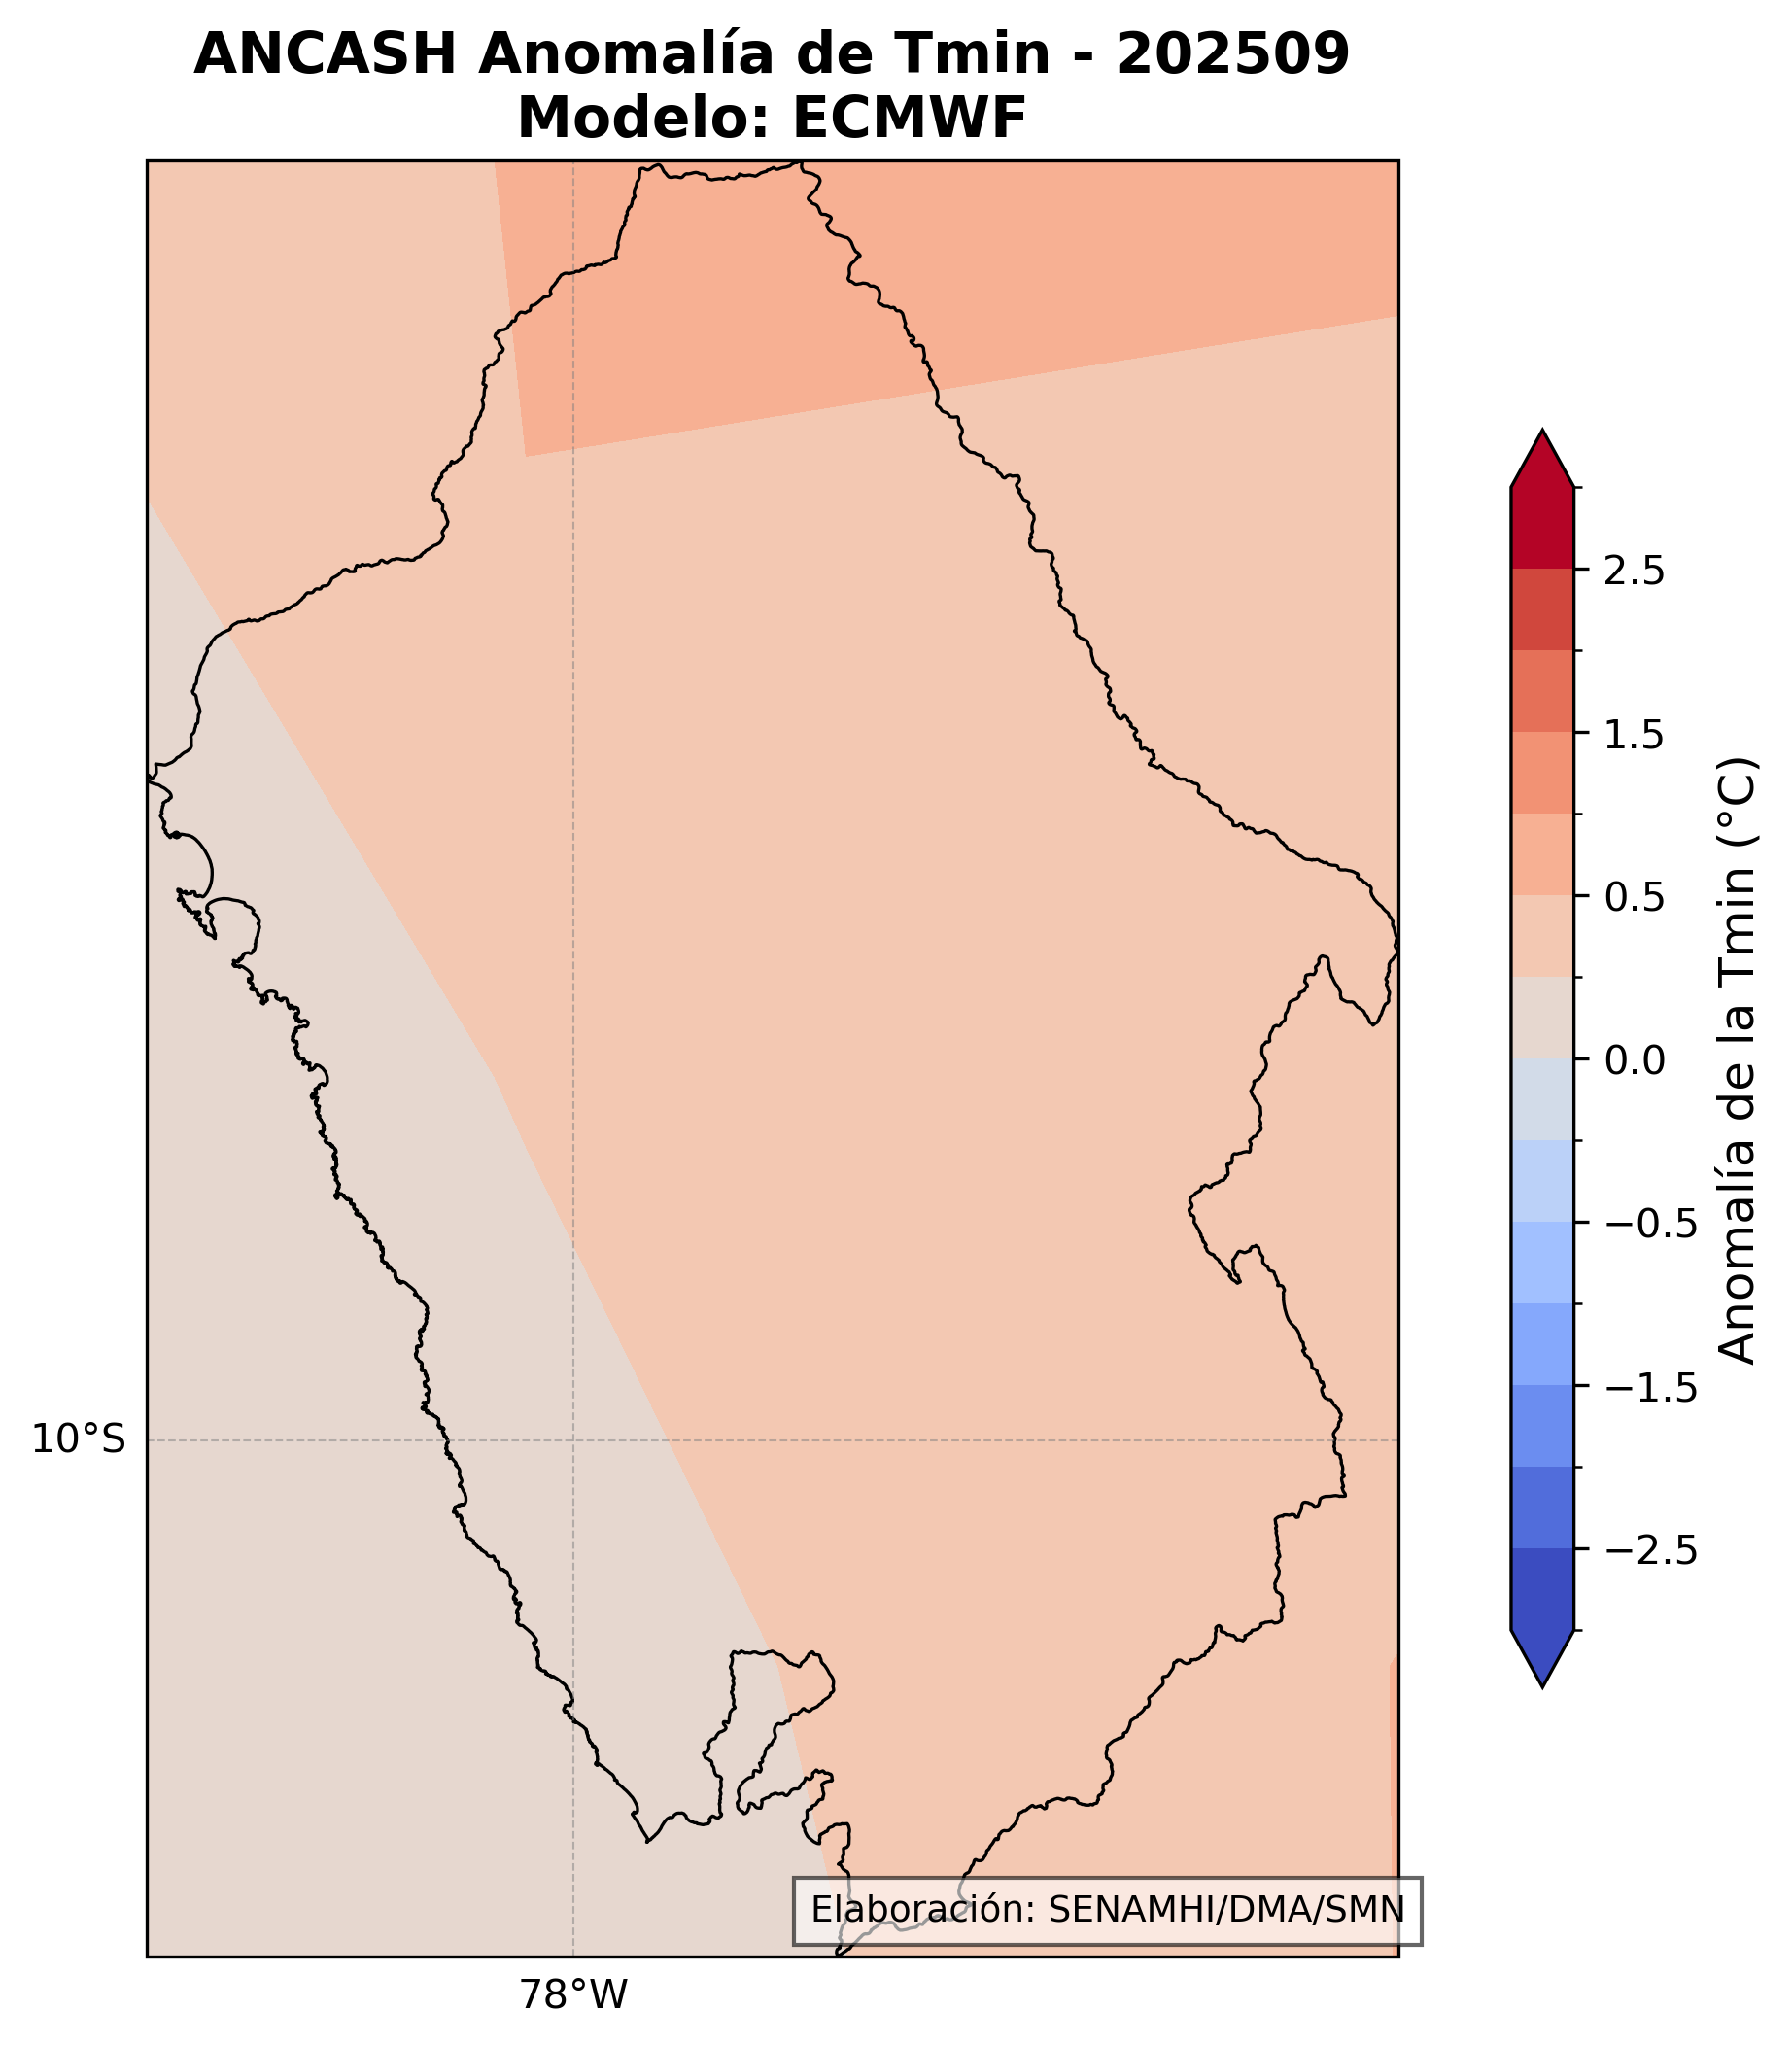 ANCASH Anomalía de Tmin - 202509
Modelo: ECMWF
2.5
1.5
0.5
0.0
−0.5
−1.5
−2.5
Anomalía de la Tmin (°C)
10°S
78°W
Elaboración: SENAMHI/DMA/SMN